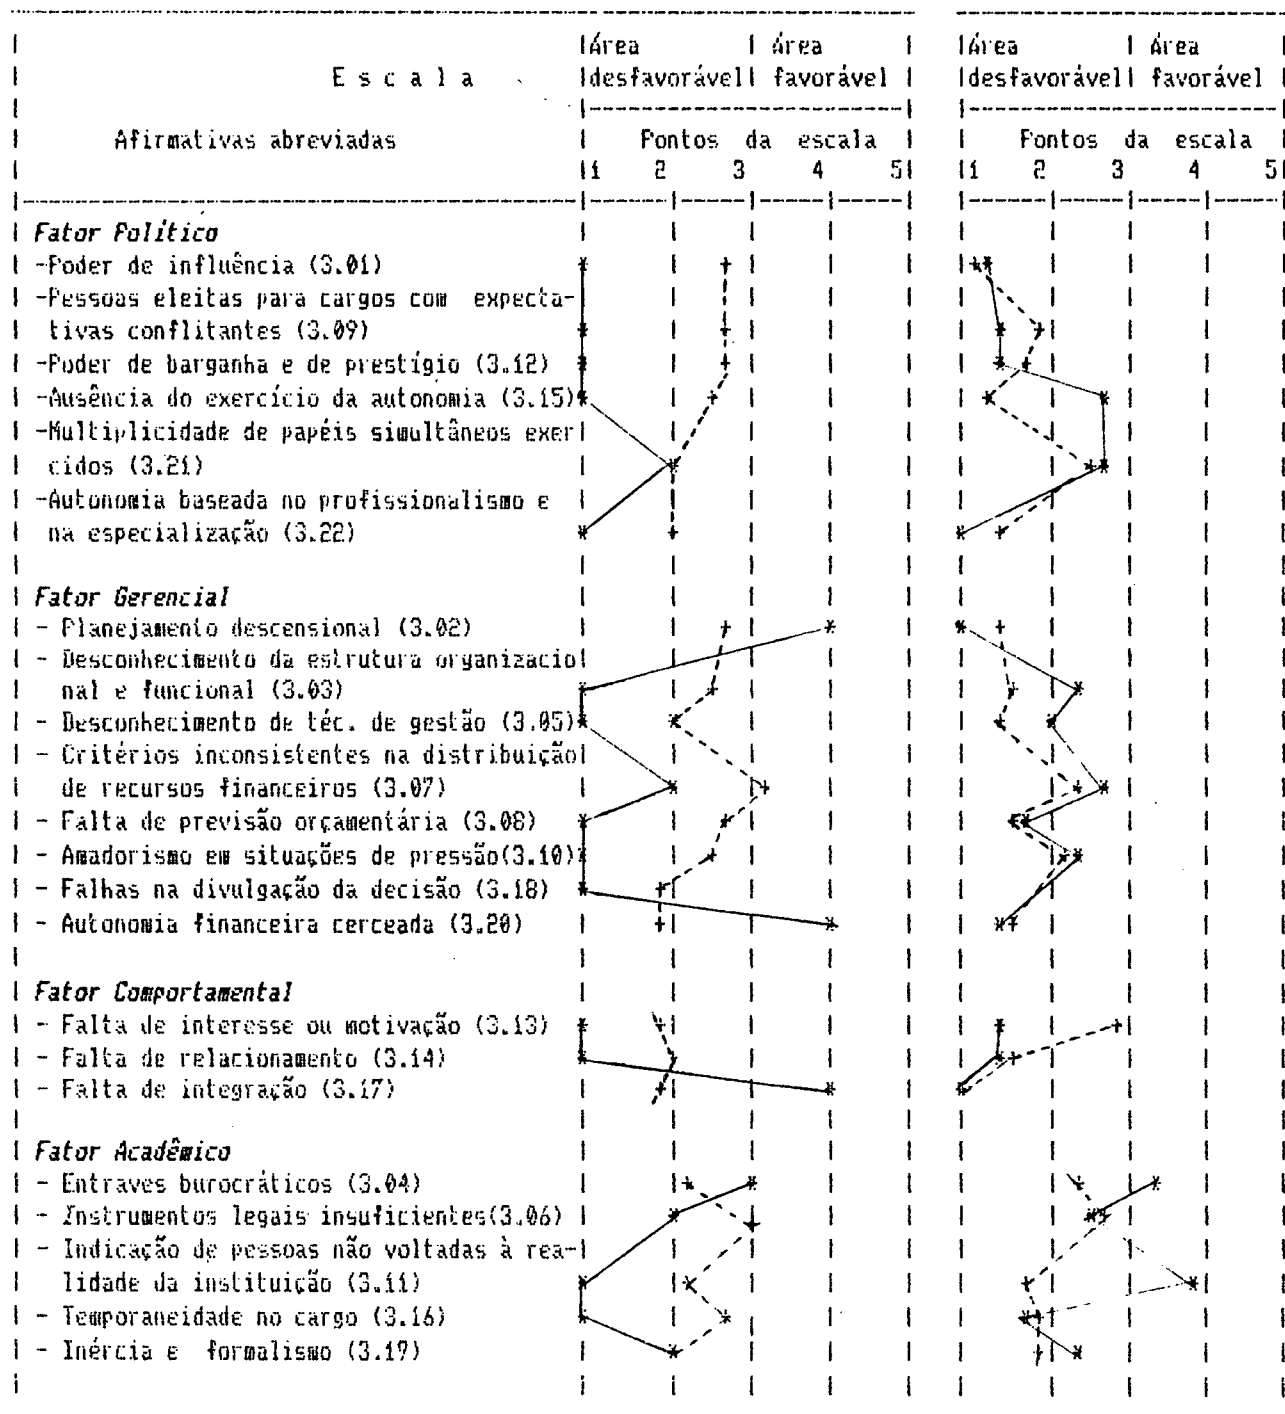 Área Área Área Área
E s c a l a desfavorável favorável desfavorável favorável
Afirmativas abreviadas Pontos da escala Pontos da escala
1 2 3 4 5 1 2 3 4 5
Fator Político
-Poder de influência (3.01)
-Pessoas eleitas para cargos com expecta-
tivas conflitantes (3.09)
-Poder de barganha e de prestígio (3.12)
-Ausência do exercício da autonomia (3.15)
-Multiplicidade de papéis simultâneos exer
cidos (3.21)
-Autonomia baseada no profissionalismo e
na especialização (3.22)
Fator Gerencial
- Planejamento descensional (3.02)
- Desconhecimento da estrutura organizacio
nal e funcional (3.03)
- Desconhecimento de téc. de gestão (3.05)
- Critérios inconsistentes na distribuição
de recursos financeiros (3.07)
- Falta de previsão orçamentária (3.08)
- Amadorismo em situações de pressão(3.10)
- Falhas na divulgação da decisão (3.18)
- Autonomia financeira cerceada (3.20)
Fator Comportamental
- Falta de interesse ou motivação (3.13)
- Falta de relacionamento (3.14)
- Falta de integração (3.17)
Fator Acadêmico
- Entraves burocráticos (3.04)
- Instrumentos legais insuficientes(3.06)
- Indicação de pessoas não voltadas à rea-
lidade da instituição (3.11)
- Temporaneidade no cargo (3.16)
- Inércia e formalismo (3.19)